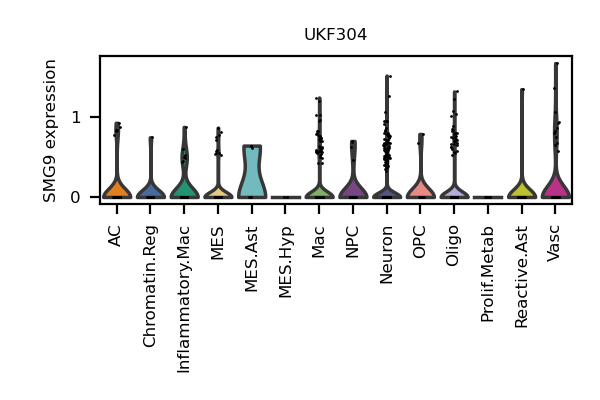 UKF304
SMG9 expression
1
0
AC
Chromatin.Reg
Inflammatory.Mac
MES
MES.Ast
MES.Hyp
Mac
NPC
Neuron
OPC
Oligo
Prolif.Metab
Reactive.Ast
Vasc